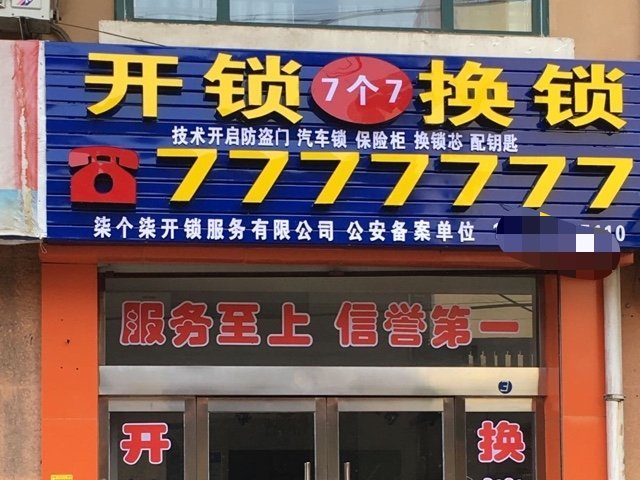 开锁 7个7 换锁
技术开启防盗门 汽车锁 保险柜 换锁芯 配钥匙
7777777
柒个柒开锁服务有限公司 公安备案单位
服务至上 信誉第一
开 换